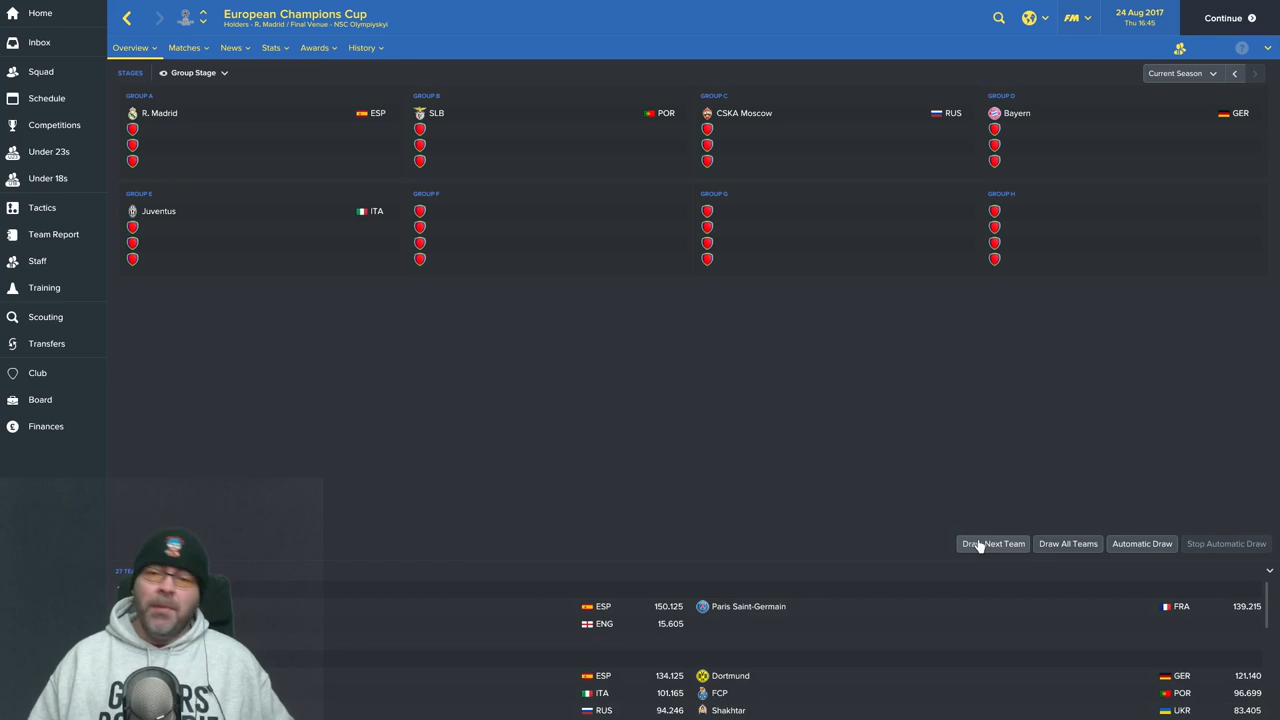 Home
Inbox
Squad
Schedule
Competitions
Under 23s
Under 18s
Tactics
Team Report
Staff
Training
Scouting
Transfers
Club
Board
Finances
European Champions Cup
Holders - R. Madrid / Final Venue - NSC Olympiyskyi
FM
24 Aug 2017
Thu 16:45
Continue
Overview Matches News Stats Awards History
STAGES Group Stage
Current Season
GROUP A
R. Madrid ESP
GROUP B
SLB POR
GROUP C
CSKA Moscow RUS
GROUP D
Bayern GER
GROUP E
Juventus ITA
GROUP F
GROUP G
GROUP H
Draw Next Team Draw All Teams Automatic Draw Stop Automatic Draw
ESP 150.125 Paris Saint-Germain FRA 139.215
ENG 15.605
ESP 134.125 Dortmund GER 121.140
ITA 101.165 FCP POR 96.699
RUS 94.246 Shakhtar UKR 83.405